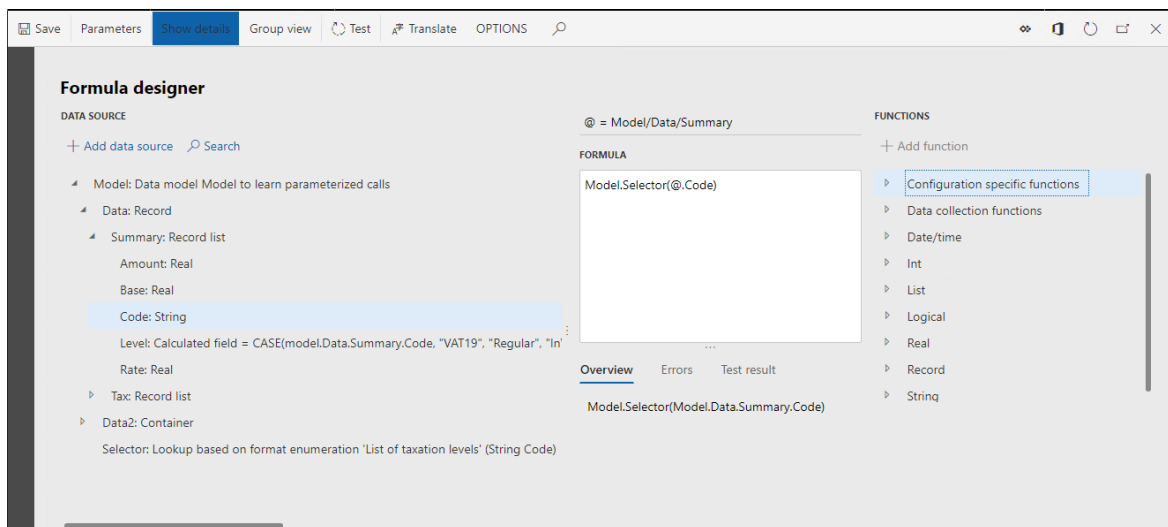 Save Parameters Show details Group view Test Translate OPTIONS
Formula designer
DATA SOURCE
Add data source Search
Model: Data model Model to learn parameterized calls
Data: Record
Summary: Record list
Amount: Real
Base: Real
Code: String
Level: Calculated field = CASE(model.Data.Summary.Code, "VAT19", "Regular", "In'
Rate: Real
Tax: Record list
Data2: Container
Selector: Lookup based on format enumeration 'List of taxation levels' (String Code)
@ = Model/Data/Summary
FORMULA
Model.Selector(@.Code)
Overview Errors Test result
Model.Selector(Model.Data.Summary.Code)
FUNCTIONS
Add function
Configuration specific functions
Data collection functions
Date/time
Int
List
Logical
Real
Record
String